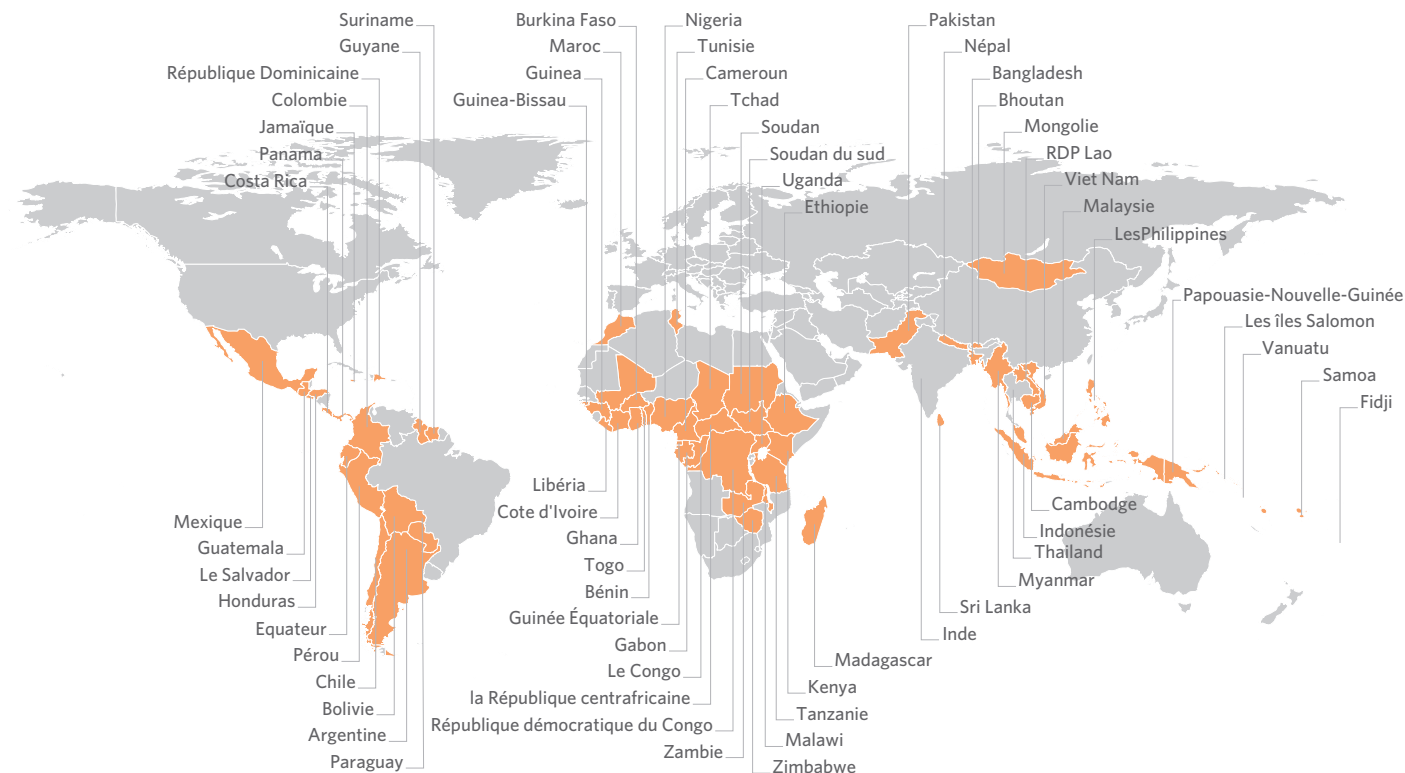 Suriname
Guyane
République Dominicaine
Colombie
Jamaïque
Panama
Costa Rica
Burkina Faso
Maroc
Guinea
Guinea-Bissau
Nigeria
Tunisie
Cameroun
Tchad
Soudan
Soudan du sud
Uganda
Ethiopie
Pakistan
Népal
Bangladesh
Bhoutan
Mongolie
RDP Lao
Viet Nam
Malaysie
LesPhilippines
Papouasie-Nouvelle-Guinée
Les îles Salomon
Vanuatu
Samoa
Fidji
Mexique
Guatemala
Le Salvador
Honduras
Equateur
Pérou
Chile
Bolivie
Argentine
Paraguay
Libéria
Cote d'Ivoire
Ghana
Togo
Bénin
Guinée Équatoriale
Gabon
Le Congo
la République centrafricaine
République démocratique du Congo
Zambie
Zimbabwe
Malawi
Tanzanie
Kenya
Madagascar
Cambodge
Indonésie
Thailand
Myanmar
Sri Lanka
Inde